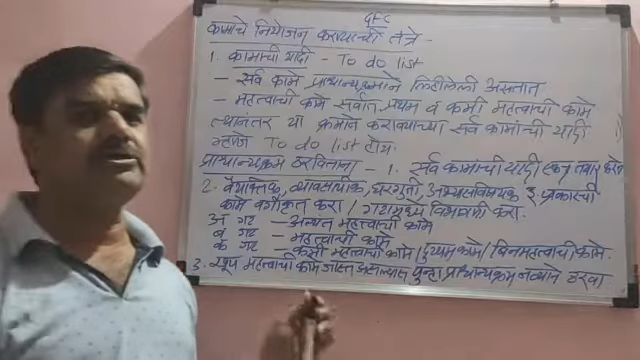 GFC
कामाचे नियोजन करण्याची तंत्रे -
1. कामाची यादी - To do list
- सर्व कामे प्राधान्यक्रमाने लिहीलेली असतात
- महत्वाची कामे सर्वात प्रथम व कमी महत्वाची कामे
त्यानंतर या क्रमाने करावयाच्या सर्व कामाची यादी
म्हणजे To do list होय.
प्राधान्यक्रम ठरविताना - 1. सर्व कामाची यादी एकत्र तयार करणे
2. वैयक्तिक, व्यावसायिक, घरगुती, अभ्यासविषयक इ. प्रकारची
कामे वर्गीकृत करा / गटामध्ये विभागणी करा.
अ गट - अत्यंत महत्वाची कामे
ब गट - महत्वाची कामे
क गट - कमी महत्वाची कामे / दुय्यम कामे / बिनमहत्वाची कामे.
3. खूप महत्वाची कामे जास्त असल्यास पुन्हा प्राधान्यक्रम नव्याने ठरवा